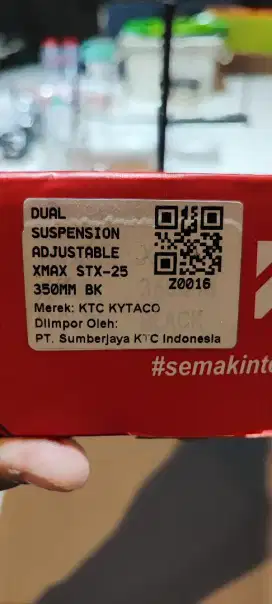 DUAL
SUSPENSION
ADJUSTABLE
XMAX STX-25
350MM BK
Z0016
Merek: KTC KYTACO
DiImpor Oleh:
PT. Sumberjaya KTC Indonesia
#semakinte